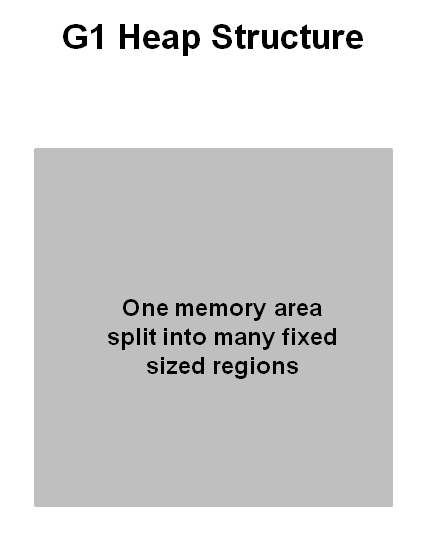 G1 Heap Structure
One memory area
split into many fixed
sized regions